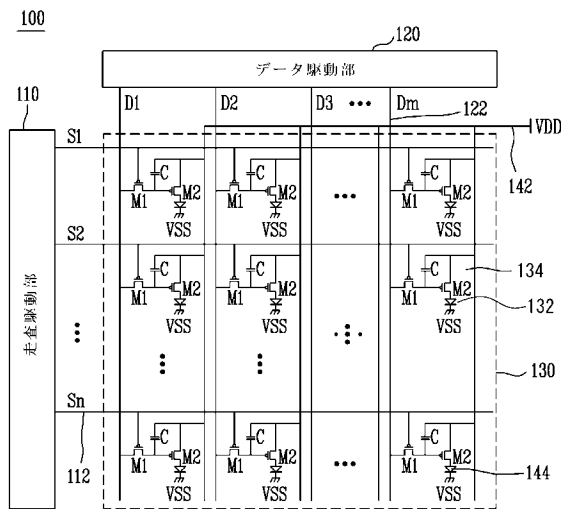 100
120
データ駆動部
110
D1 D2 D3 Dm 122
VDD
142
S1
C M2 C M2 C M2
M1 M1 M1
VSS VSS VSS
S2
C C C 134
M2 M2 M2
M1 M1 M1 132
VSS VSS VSS
走査駆動部
130
Sn
C M2 C M2 C M2
112 M1 M1 M1 144
VSS VSS VSS